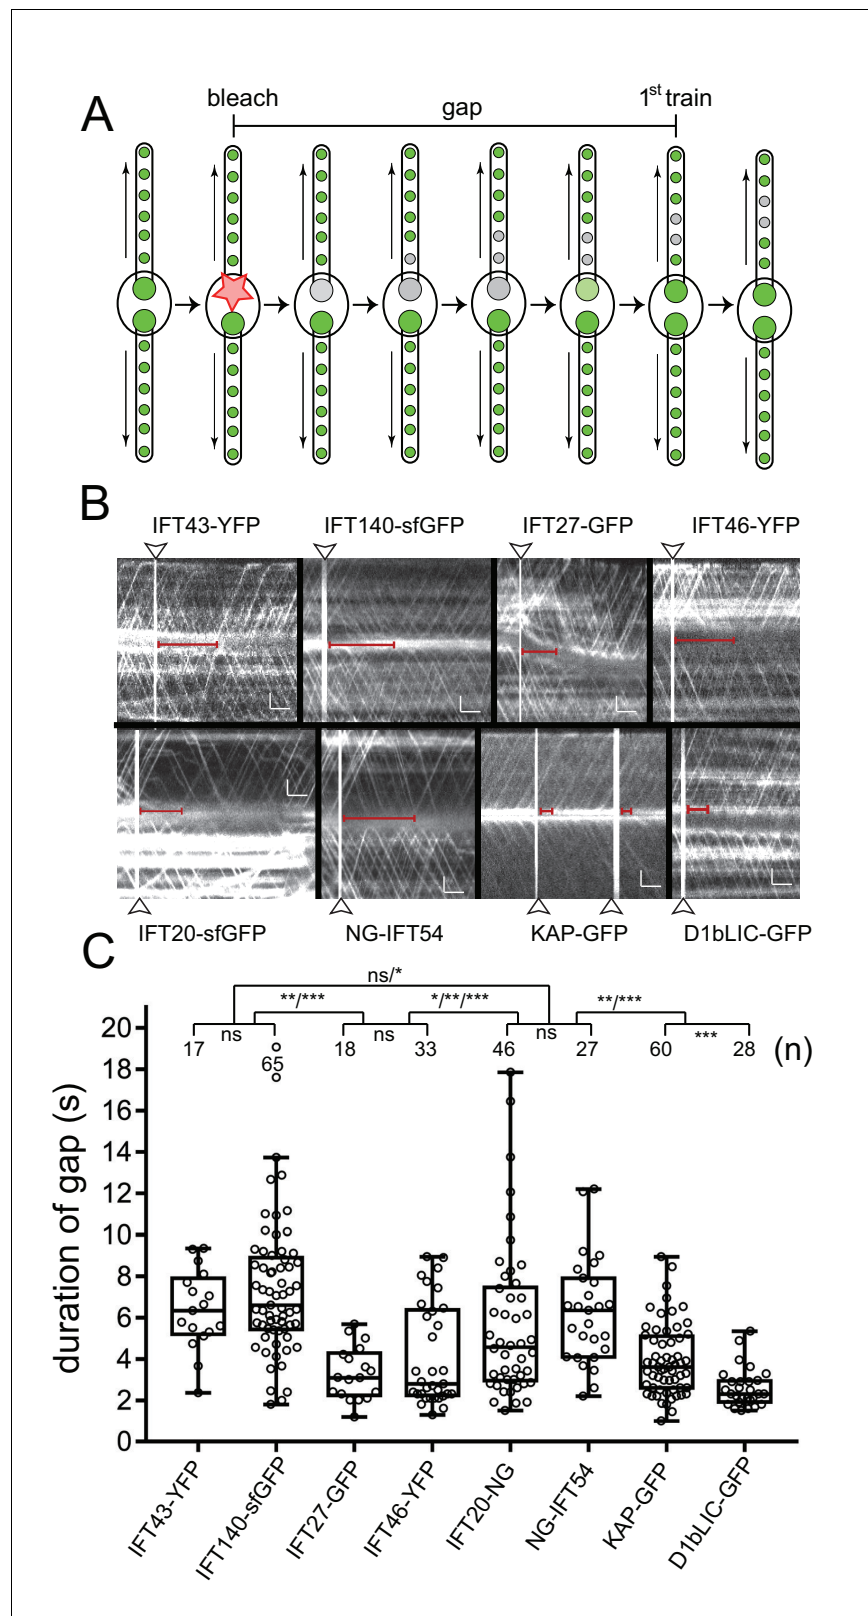 A
bleach
gap
1st train
B
IFT43-YFP
IFT140-sfGFP
IFT27-GFP
IFT46-YFP
IFT20-sfGFP
NG-IFT54
KAP-GFP
D1bLIC-GFP
C
ns/*
**/***
*/**/***
**/***
ns
ns
ns
***
17
65
18
33
46
27
60
28
(n)
duration of gap (s)
20
18
16
14
12
10
8
6
4
2
0
IFT43-YFP
IFT140-sfGFP
IFT27-GFP
IFT46-YFP
IFT20-NG
NG-IFT54
KAP-GFP
D1bLIC-GFP